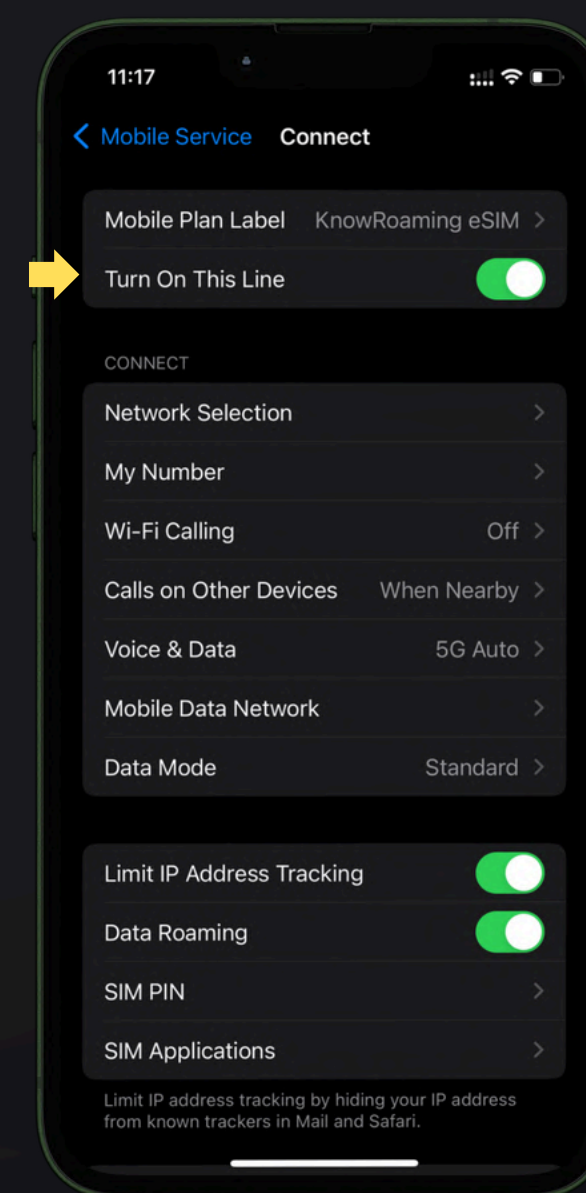 11:17
Mobile Service Connect
Mobile Plan Label KnowRoaming eSIM
Turn On This Line
CONNECT
Network Selection
My Number
Wi-Fi Calling Off
Calls on Other Devices When Nearby
Voice & Data 5G Auto
Mobile Data Network
Data Mode Standard
Limit IP Address Tracking
Data Roaming
SIM PIN
SIM Applications
Limit IP address tracking by hiding your IP address
from known trackers in Mail and Safari.